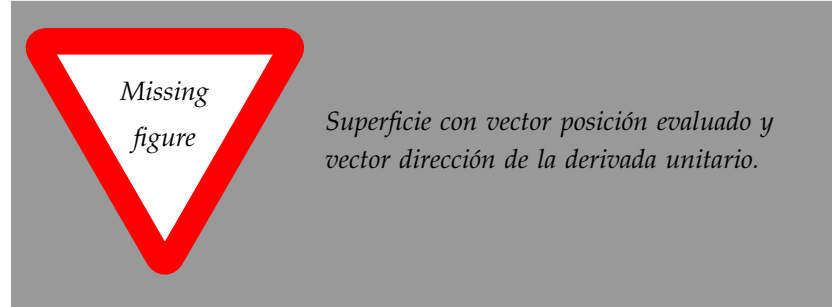 Missing
figure
Superficie con vector posición evaluado y
vector dirección de la derivada unitario.